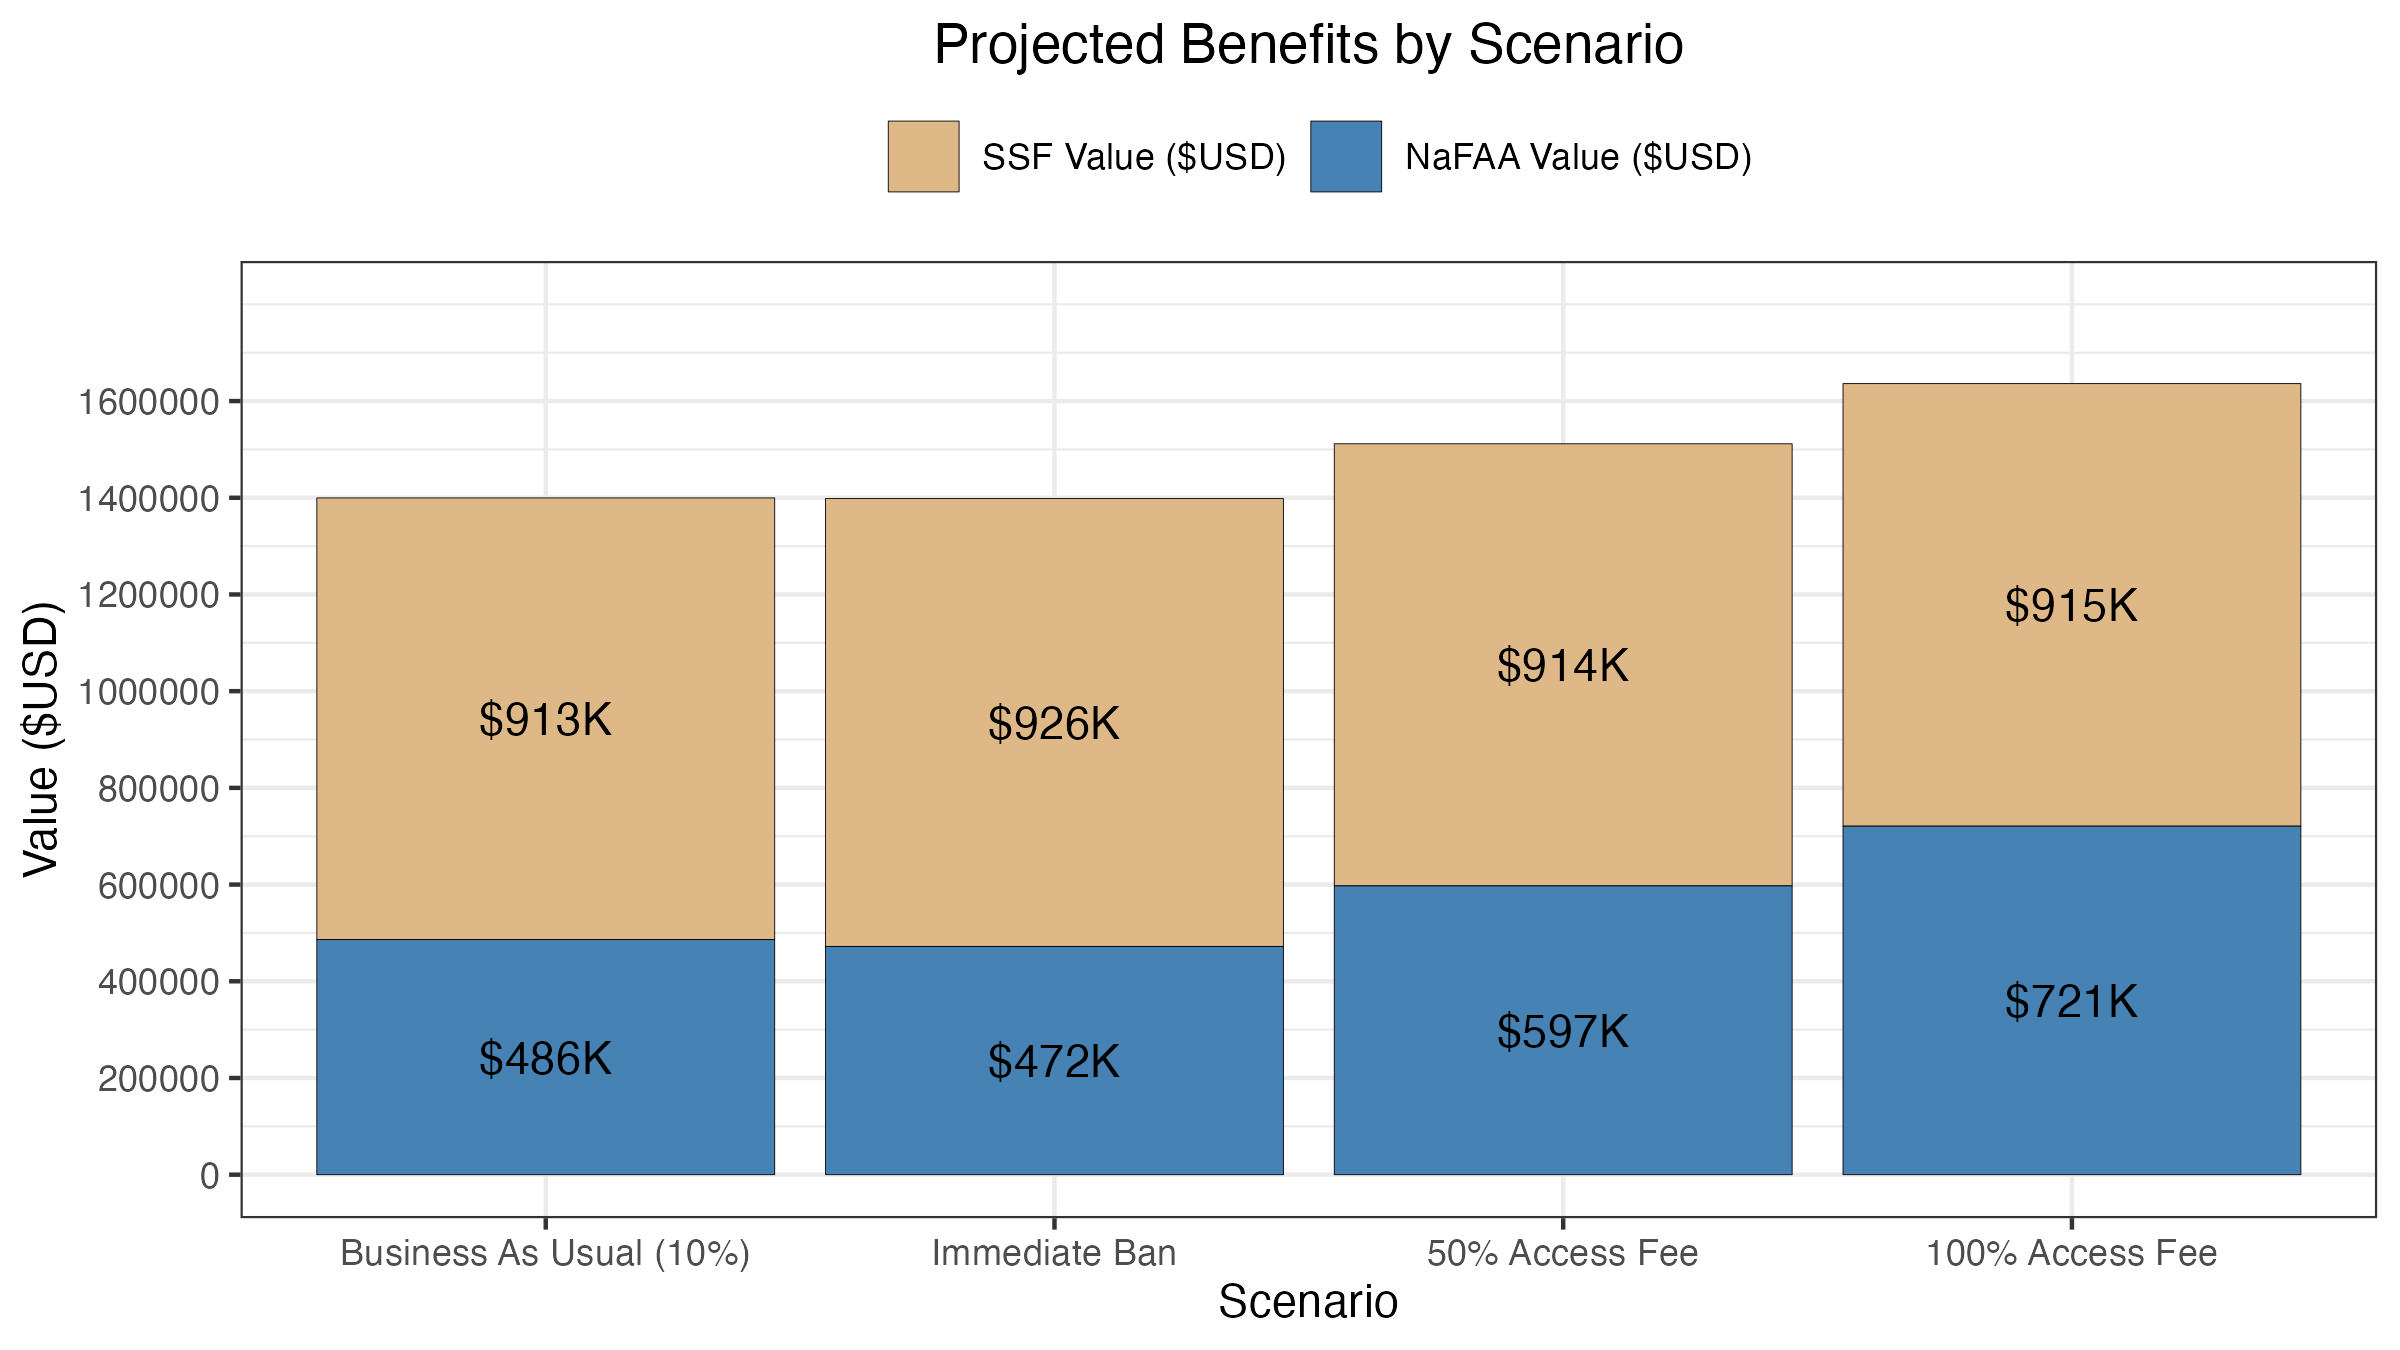 Projected Benefits by Scenario
SSF Value ($USD) NaFAA Value ($USD)
Value ($USD)
1600000
1400000
1200000
1000000
800000
600000
400000
200000
0
$913K $926K $914K $915K
$486K $472K $597K $721K
Business As Usual (10%) Immediate Ban 50% Access Fee 100% Access Fee
Scenario